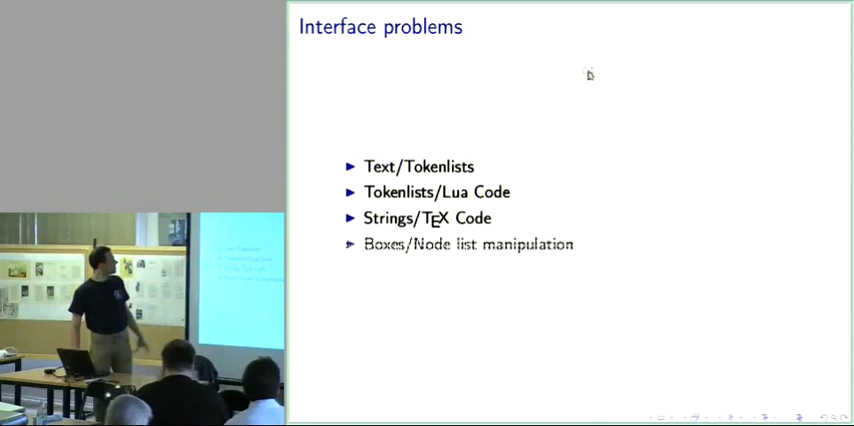 Interface problems
Text/Tokenlists
Tokenlists/Lua Code
Strings/TEX Code
Boxes/Node list manipulation